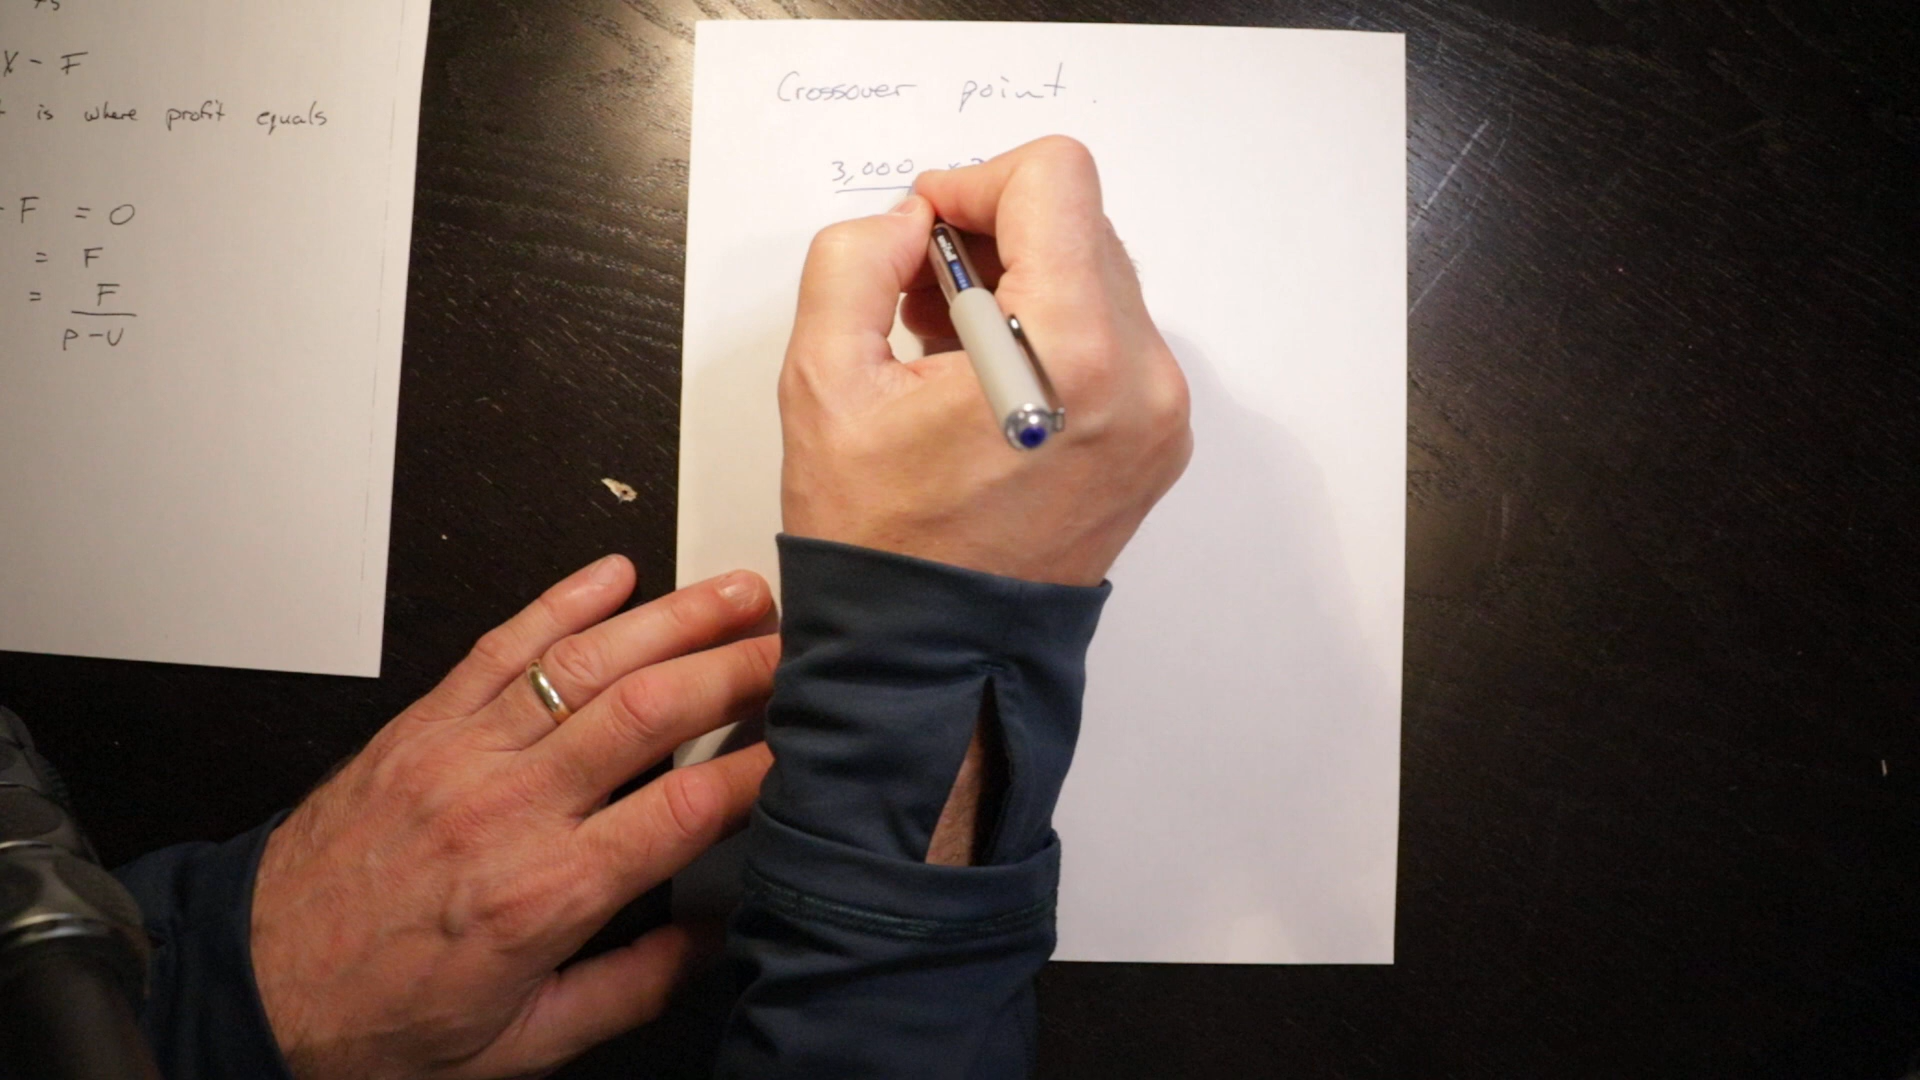 X - F
is where profit equals
- F = 0
= F
= F
P-V
Crossover point.
3,000